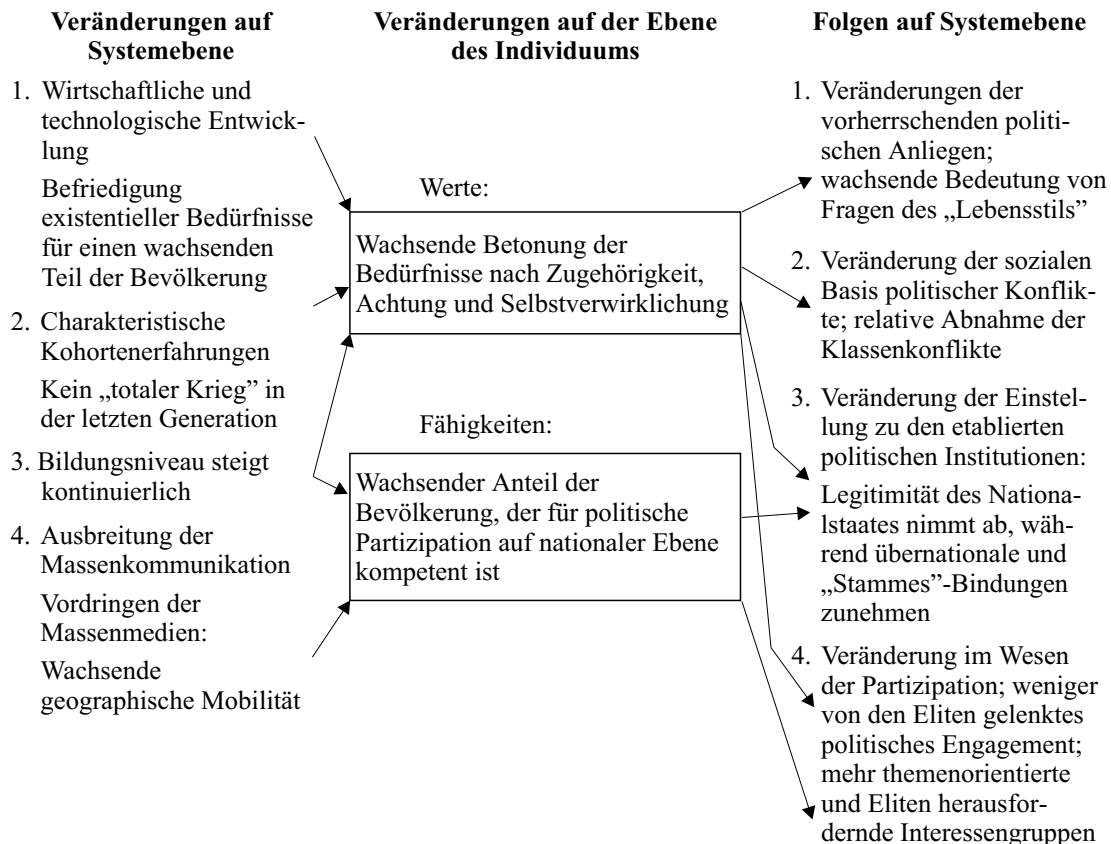 Veränderungen auf
Systemebene
1. Wirtschaftliche und
technologische Entwick-
lung
Befriedigung
existentieller Bedürfnisse
für einen wachsenden
Teil der Bevölkerung
2. Charakteristische
Kohortenerfahrungen
Kein „totaler Krieg” in
der letzten Generation
3. Bildungsniveau steigt
kontinuierlich
4. Ausbreitung der
Massenkommunikation
Vordringen der
Massenmedien:
Wachsende
geographische Mobilität
Veränderungen auf der Ebene
des Individuums
Werte:
Wachsende Betonung der
Bedürfnisse nach Zugehörigkeit,
Achtung und Selbstverwirklichung
Fähigkeiten:
Wachsender Anteil der
Bevölkerung, der für politische
Partizipation auf nationaler Ebene
kompetent ist
Folgen auf Systemebene
1. Veränderungen der
vorherrschenden politi-
schen Anliegen;
wachsende Bedeutung von
Fragen des „Lebensstils”
2. Veränderung der sozialen
Basis politischer Konflik-
te; relative Abnahme der
Klassenkonflikte
3. Veränderung der Einstel-
lung zu den etablierten
politischen Institutionen:
Legitimität des Nationa-
lstaates nimmt ab, wäh-
rend übernationale und
„Stammes”-Bindungen
zunehmen
4. Veränderung im Wesen
der Partizipation; weniger
von den Eliten gelenktes
politisches Engagement;
mehr themenorientierte
und Eliten herausfor-
dernde Interessengruppen